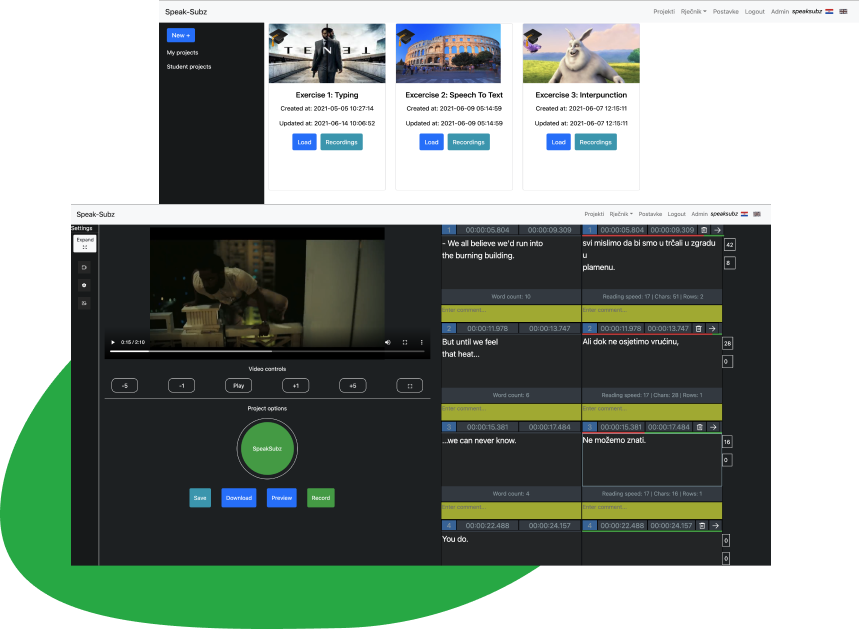 Speak-Subz
Projekti Rječnik Postavke Logout Admin speaksubz
New +
My projects
Student projects
TENET
Exercise 1: Typing
Created at: 2021-05-05 10:27:14
Updated at: 2021-06-14 10:06:52
Load Recordings
Excercise 2: Speech To Text
Created at: 2021-06-09 05:14:59
Updated at: 2021-06-09 05:14:59
Load Recordings
Excercise 3: Interpunction
Created at: 2021-06-07 12:15:11
Updated at: 2021-06-07 12:15:11
Load Recordings
Speak-Subz
Projekti Rječnik Postavke Logout Admin speaksubz
Settings
Expand
0:15 / 2:10
Video controls
-5 -1 Play +1 +5
Project options
SpeakSubz
Save Download Preview Record
1 00:00:05.804 00:00:09.309
- We all believe we'd run into
the burning building.
Word count: 10
Enter comment...
1 00:00:05.804 00:00:09.309
svi mislimo da bi smo u trčali u zgradu
u
plamenu.
42
8
Reading speed: 17 | Chars: 51 | Rows: 2
Enter comment...
2 00:00:11.978 00:00:13.747
But until we feel
that heat...
Word count: 6
Enter comment...
2 00:00:11.978 00:00:13.747
Ali dok ne osjetimo vrućinu,
28
0
Reading speed: 17 | Chars: 28 | Rows: 1
Enter comment...
3 00:00:15.381 00:00:17.484
...we can never know.
Word count: 4
Enter comment...
3 00:00:15.381 00:00:17.484
Ne možemo znati.
16
0
Reading speed: 17 | Chars: 16 | Rows: 1
Enter comment...
4 00:00:22.488 00:00:24.157
You do.
4 00:00:22.488 00:00:24.157
0
0